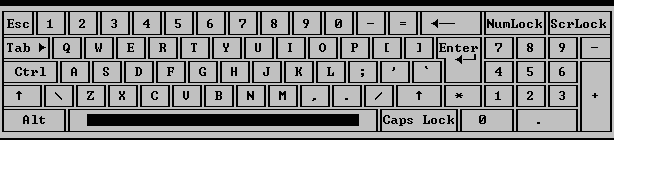 Esc 1 2 3 4 5 6 7 8 9 0 - = ← NumLock ScrLock
Tab ► Q W E R T Y U I O P [ ] Enter 7 8 9 -
Ctrl A S D F G H J K L ; ' ` ↵ 4 5 6
↑ \ Z X C V B N M , . / ↑ * 1 2 3 +
Alt Caps Lock 0 .